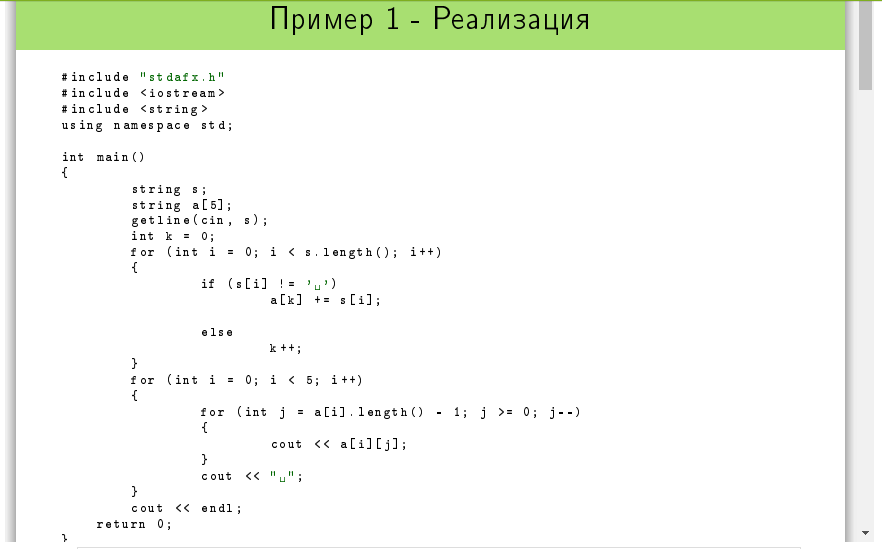 Пример 1 - Реализация
#include "stdafx.h"
#include <iostream>
#include <string>
using namespace std;
int main()
{
string s;
string a[5];
getline(cin, s);
int k = 0;
for (int i = 0; i < s.length(); i++)
{
if (s[i] != '␣')
a[k] += s[i];
else
k++;
}
for (int i = 0; i < 5; i++)
{
for (int j = a[i].length() - 1; j >= 0; j--)
{
cout << a[i][j];
}
cout << "␣";
}
cout << endl;
return 0;
}